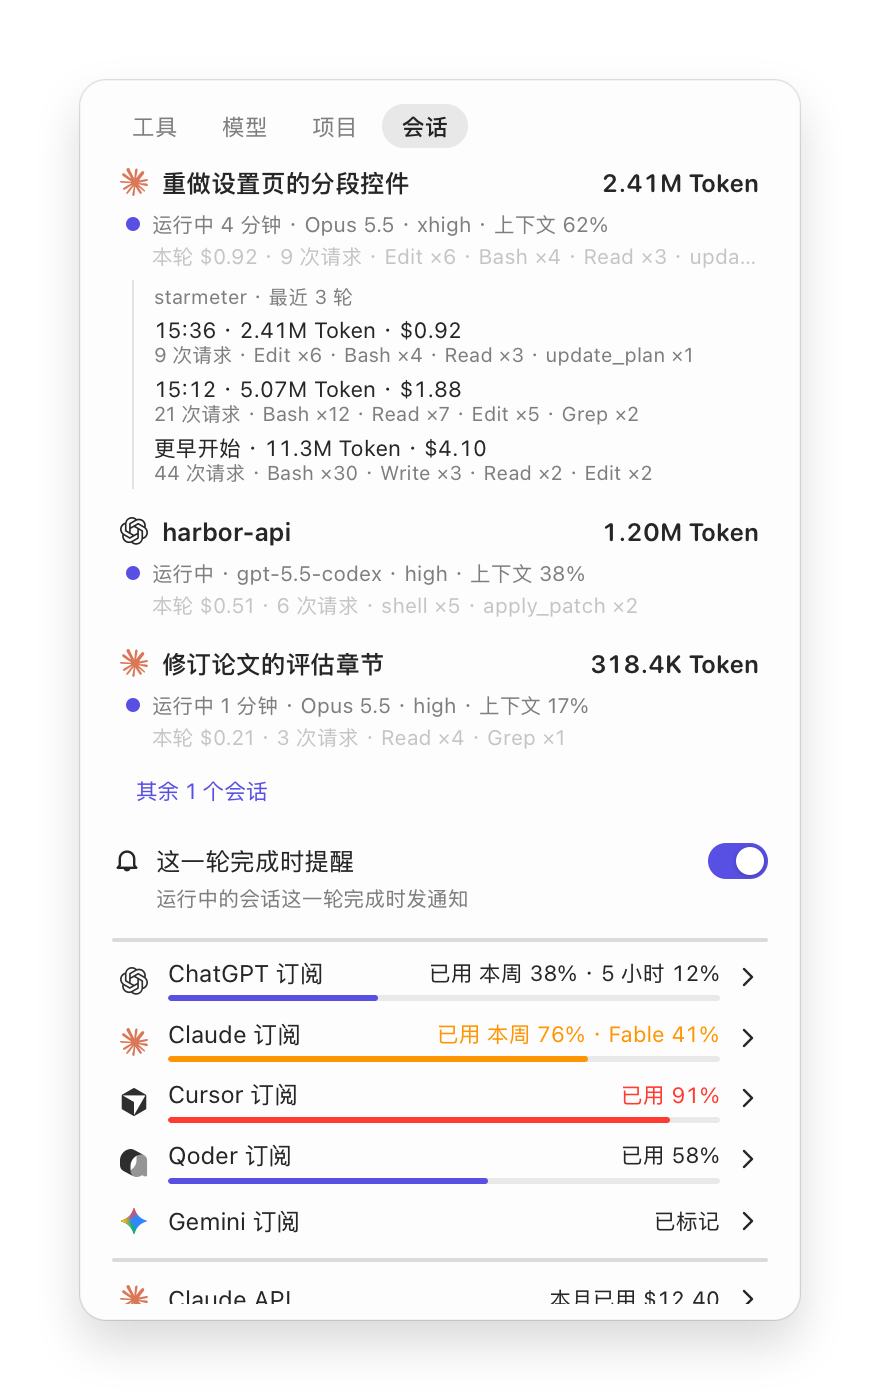 工具 模型 项目 会话
重做设置页的分段控件 2.41M Token
运行中 4 分钟 · Opus 5.5 · xhigh · 上下文 62%
本轮 $0.92 · 9 次请求 · Edit ×6 · Bash ×4 · Read ×3 · upda…
starmeter · 最近 3 轮
15:36 · 2.41M Token · $0.92
9 次请求 · Edit ×6 · Bash ×4 · Read ×3 · update_plan ×1
15:12 · 5.07M Token · $1.88
21 次请求 · Bash ×12 · Read ×7 · Edit ×5 · Grep ×2
更早开始 · 11.3M Token · $4.10
44 次请求 · Bash ×30 · Write ×3 · Read ×2 · Edit ×2
harbor-api 1.20M Token
运行中 · gpt-5.5-codex · high · 上下文 38%
本轮 $0.51 · 6 次请求 · shell ×5 · apply_patch ×2
修订论文的评估章节 318.4K Token
运行中 1 分钟 · Opus 5.5 · high · 上下文 17%
本轮 $0.21 · 3 次请求 · Read ×4 · Grep ×1
其余 1 个会话
这一轮完成时提醒
运行中的会话这一轮完成时发通知
ChatGPT 订阅 已用 本周 38% · 5 小时 12%
Claude 订阅 已用 本周 76% · Fable 41%
Cursor 订阅 已用 91%
Qoder 订阅 已用 58%
Gemini 订阅 已标记
Claude API 本月已用 $12.40